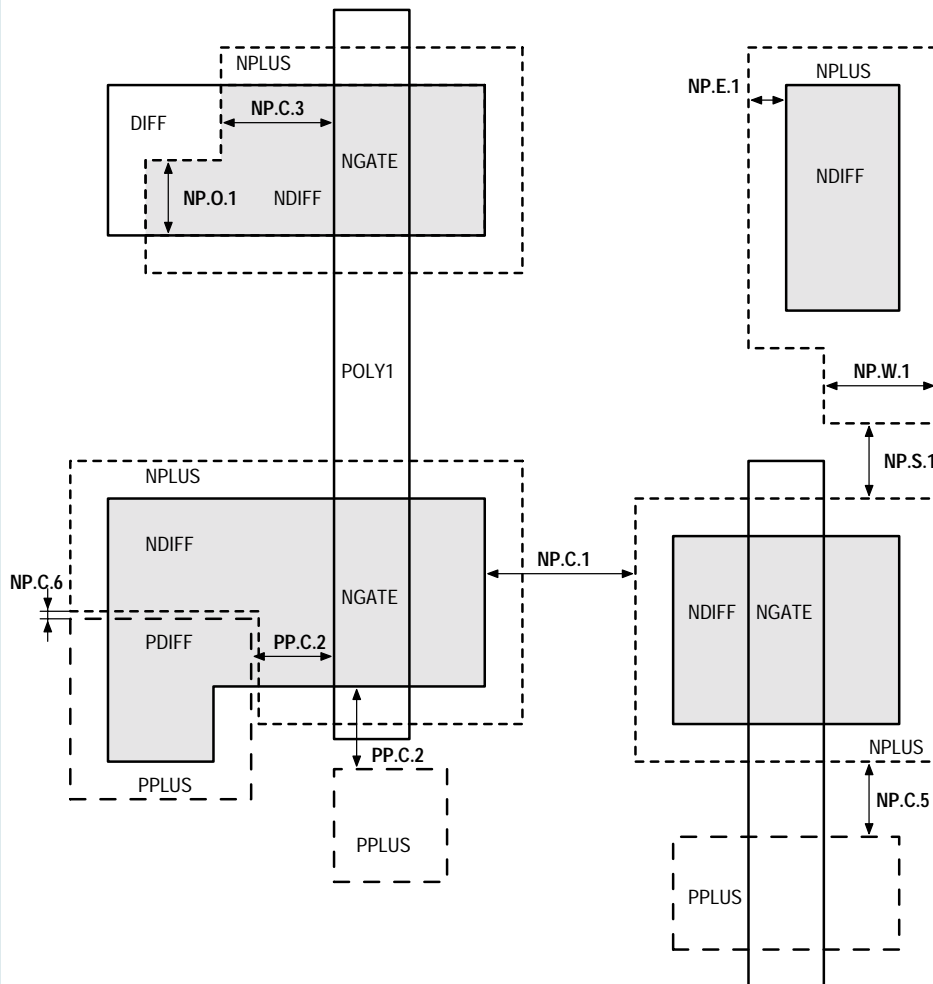 NPLUS
NPLUS
NP.E.1
NP.C.3
DIFF
NGATE
NDIFF
NP.O.1
NDIFF
POLY1
NP.W.1
NPLUS
NP.S.1
NDIFF
NP.C.1
NP.C.6
NGATE
NDIFF
NGATE
PDIFF
PP.C.2
NPLUS
PP.C.2
PPLUS
NP.C.5
PPLUS
PPLUS